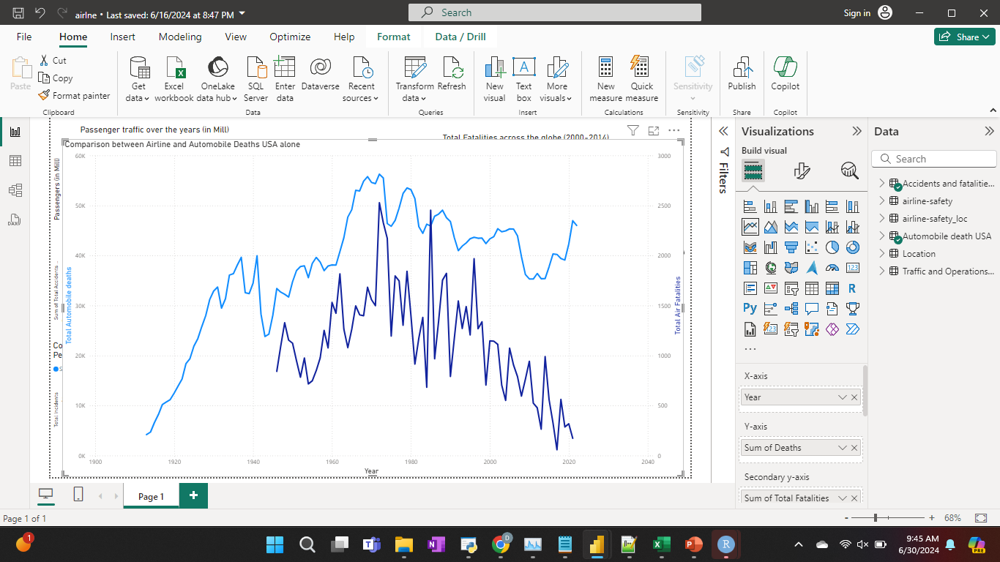 airlne • Last saved: 6/16/2024 at 8:47 PM
Search
Sign in
File Home Insert Modeling View Optimize Help Format Data / Drill
Share
Paste
Cut
Copy
Format painter
Clipboard
Get data
Excel workbook
OneLake data hub
SQL Server
Enter data
Dataverse
Recent sources
Data
Transform data
Refresh
Queries
New visual
Text box
A
More visuals
Insert
New measure
Quick measure
Calculations
Sensitivity
Sensitivity
Publish
Share
Copilot
Copilot
Passenger traffic over the years (in Mill)
Total Fatalities across the globe (2000-2014)
Comparison between Airline and Automobile Deaths USA alone
60K
50K
40K
30K
20K
10K
0K
3000
2500
2000
1500
1000
500
0
1900 1920 1940 1960 1980 2000 2020 2040
Year
Passengers (in Mill)
Sum of Total Accidents ...
Total Incidents
Total Automobile deaths
Total Air Fatalities
Co
Pe
S
DAX
Filters
Visualizations
Build visual
123
R
Py
123
...
X-axis
Year
Y-axis
Sum of Deaths
Secondary y-axis
Sum of Total Fatalities
Data
Search
Accidents and fatalitie...
airline-safety
airline-safety_loc
Automobile death USA
Location
Traffic and Operations...
Page 1
+
Page 1 of 1
- + 68%
1
D
R
9:45 AM
6/30/2024
PRE